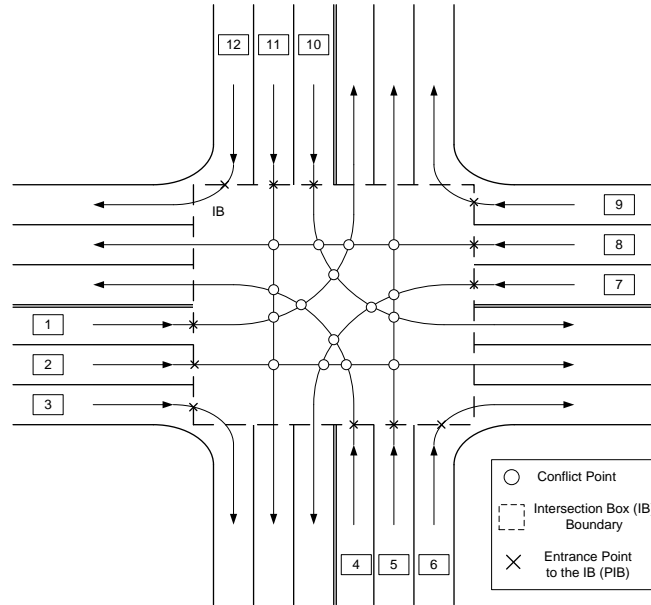 12 11 10
IB
9
8
7
1
2
3
4 5 6
Conflict Point
Intersection Box (IB)
Boundary
Entrance Point
to the IB (PIB)